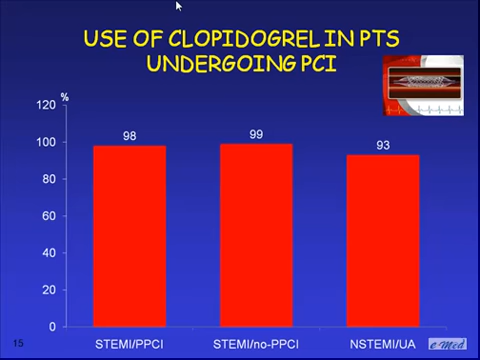 USE OF CLOPIDOGREL IN PTS
UNDERGOING PCI
%
120
100
80
60
40
20
0
98
99
93
STEMI/PPCI
STEMI/no-PPCI
NSTEMI/UA
15
e Med